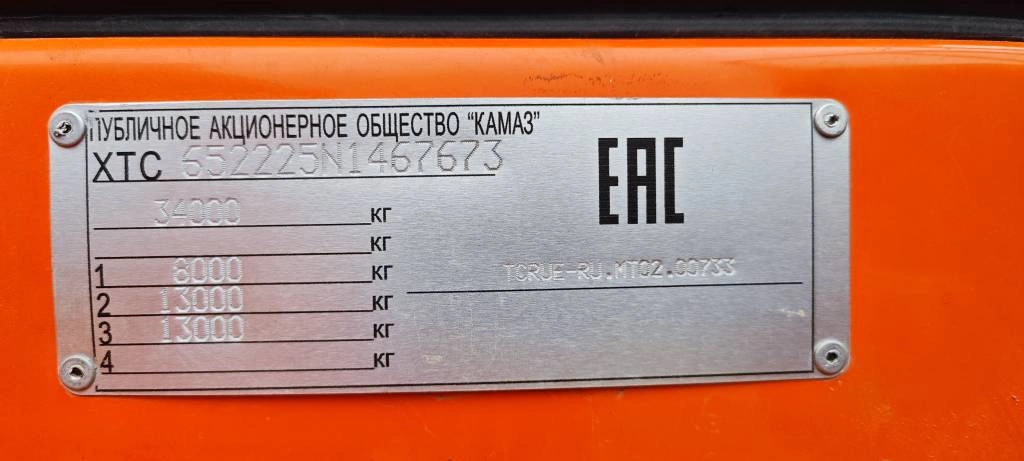 ПУБЛИЧНОЕ АКЦИОНЕРНОЕ ОБЩЕСТВО "КАМАЗ"
XTC 652225N1467673
34000 КГ
КГ
1 8000 КГ
2 13000 КГ
3 13000 КГ
4 КГ
EAC
TCRUE-RU.MT02.00733